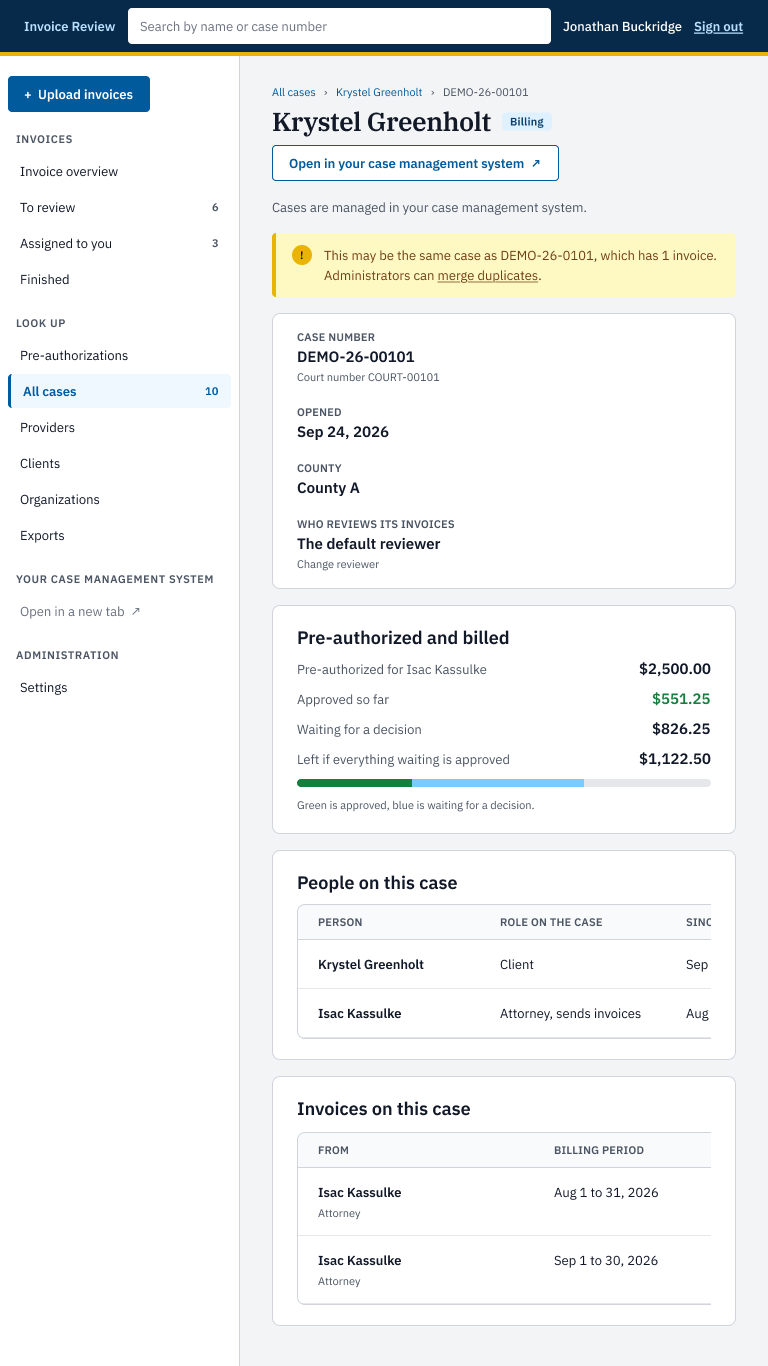 Invoice Review
Search by name or case number
Jonathan Buckridge
Sign out
+ Upload invoices
INVOICES
Invoice overview
To review 6
Assigned to you 3
Finished
LOOK UP
Pre-authorizations
All cases 10
Providers
Clients
Organizations
Exports
YOUR CASE MANAGEMENT SYSTEM
Open in a new tab ↗
ADMINISTRATION
Settings
All cases › Krystel Greenholt › DEMO-26-00101
Krystel Greenholt Billing
Open in your case management system ↗
Cases are managed in your case management system.
! This may be the same case as DEMO-26-0101, which has 1 invoice.
Administrators can merge duplicates.
CASE NUMBER
DEMO-26-00101
Court number COURT-00101
OPENED
Sep 24, 2026
COUNTY
County A
WHO REVIEWS ITS INVOICES
The default reviewer
Change reviewer
Pre-authorized and billed
Pre-authorized for Isac Kassulke $2,500.00
Approved so far $551.25
Waiting for a decision $826.25
Left if everything waiting is approved $1,122.50
Green is approved, blue is waiting for a decision.
People on this case
PERSON ROLE ON THE CASE SINC
Krystel Greenholt Client Sep
Isac Kassulke Attorney, sends invoices Aug
Invoices on this case
FROM BILLING PERIOD
Isac Kassulke Aug 1 to 31, 2026
Attorney
Isac Kassulke Sep 1 to 30, 2026
Attorney